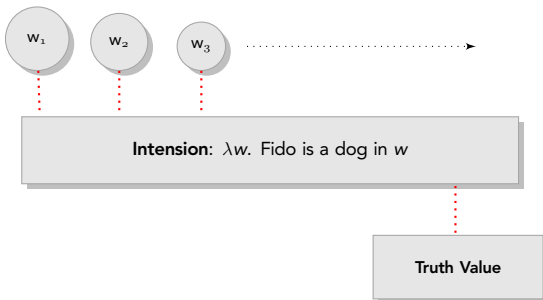 w₁ w₂ w₃
Intension: λw. Fido is a dog in w
Truth Value